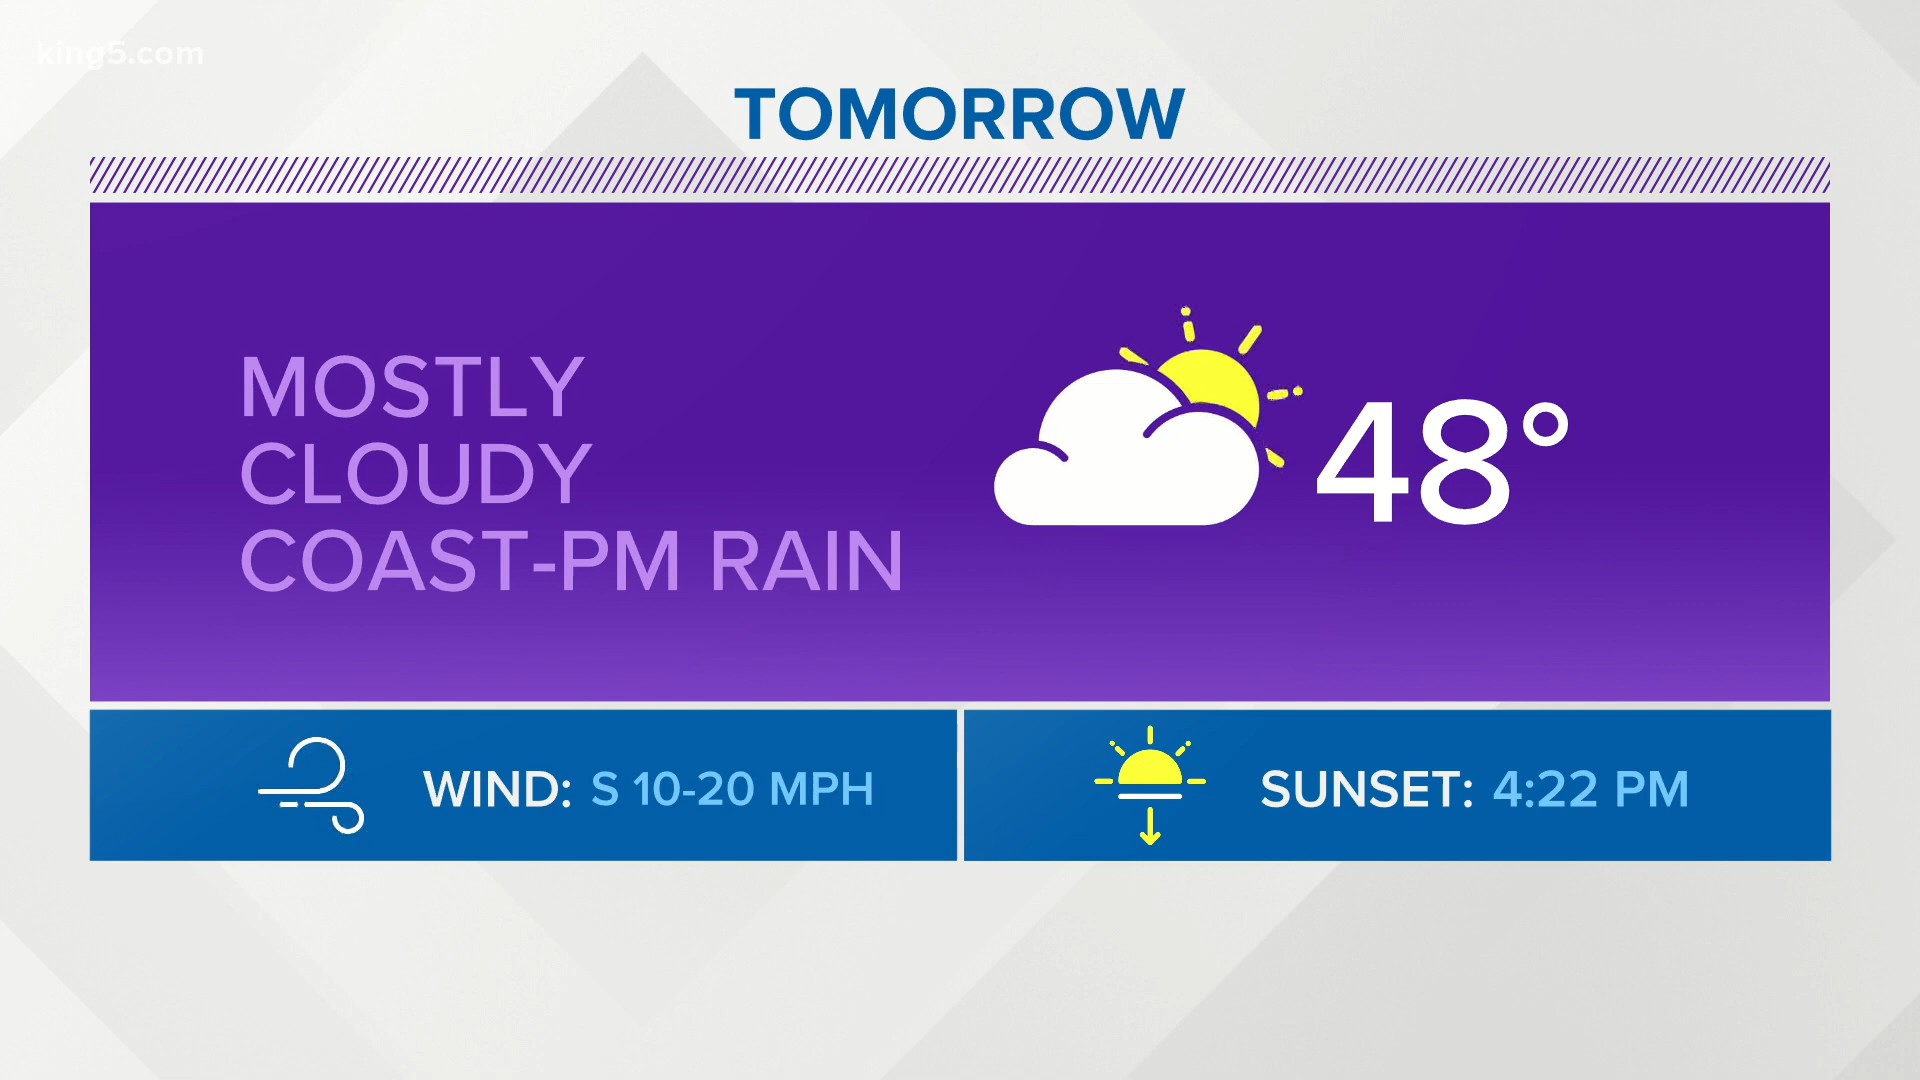 king5.com
TOMORROW
MOSTLY
CLOUDY
COAST-PM RAIN
48°
WIND: S 10-20 MPH
SUNSET: 4:22 PM